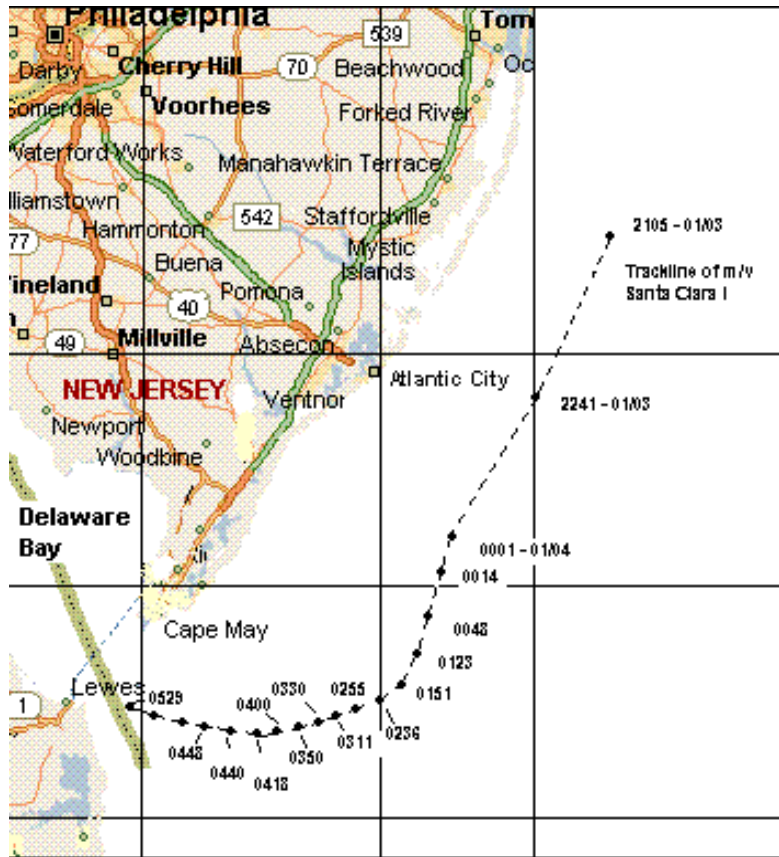 Philadelphia
Tom
539
Darby
Cherry Hill
70
Beachwood
Oc
Somerdale
Voorhees
Forked River
Waterford Works
Manahawkin Terrace
lliamstown
542
Staffordville
Hammonton
77
Mystic
Islands
2105 - 01/03
Buena
Trackline of m/v
Santa Clara I
ineland
40
Pomona
n
49
Millville
Absecon
NEW JERSEY
Atlantic City
Ventnor
2241 - 01/03
Newport
Woodbine
Delaware
Bay
0001 - 01/04
0014
Cape May
0048
0123
Lewes
0529
0151
1
0400
0330
0255
0448
0440
0418
0350
0311
0236